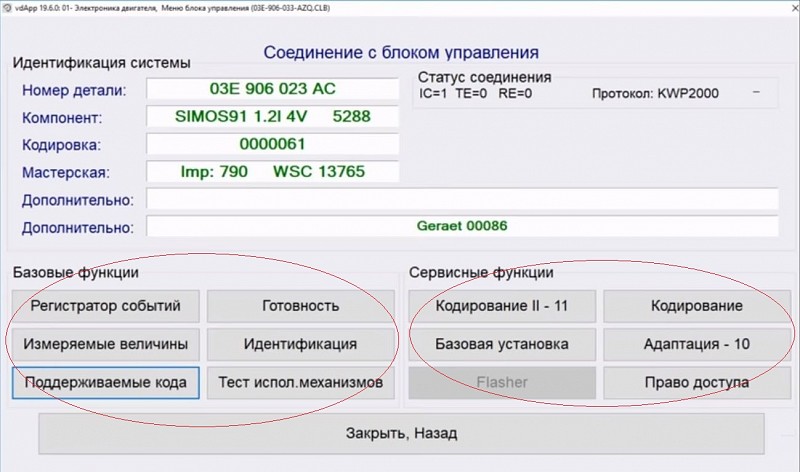 vdApp 19.6.0: 01- Электроника двигателя, Меню блока управления (03E-906-033-AZQ.CLB)
Соединение с блоком управления
Идентификация системы
Номер детали: 03E 906 023 AC
Компонент: SIMOS91 1.2l 4V 5288
Кодировка: 0000061
Мастерская: Imp: 790 WSC 13765
Дополнительно:
Дополнительно: Geraet 00086
Статус соединения
IC=1 TE=0 RE=0 Протокол: KWP2000 –
Базовые функции
Регистратор событий Готовность
Измеряемые величины Идентификация
Поддерживаемые кода Тест испол.механизмов
Сервисные функции
Кодирование II - 11 Кодирование
Базовая установка Адаптация - 10
Flasher Право доступа
Закрыть, Назад